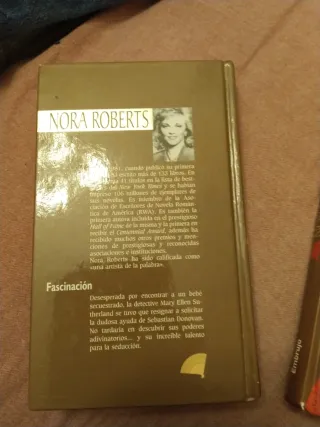 NORA ROBERTS
cuando publicó su primera
escrito más de 133 libros. En
títulos en la lista de best-
del New York Times y se habían
impreso 106 millones de ejemplares de
sus novelas. Es miembro de la Aso-
ciación de Escritores de Novela Román-
tica de América (RWA). Es también la
primera autora incluida en el prestigioso
Hall of Fame de la misma y la primera en
recibir el Centennial Award, además ha
recibido muchos otros premios y men-
ciones de prestigiosas y reconocidas
asociaciones e instituciones.
Nora Roberts ha sido calificada como
«una artista de la palabra».
Fascinación
Desesperada por encontrar a un bebé
secuestrado, la detective Mary Ellen Su-
therland se tuvo que resignar a solicitar
la dudosa ayuda de Sebastian Donovan.
No tardaría en descubrir sus poderes
adivinatorios... y su increíble talento
para la seducción.